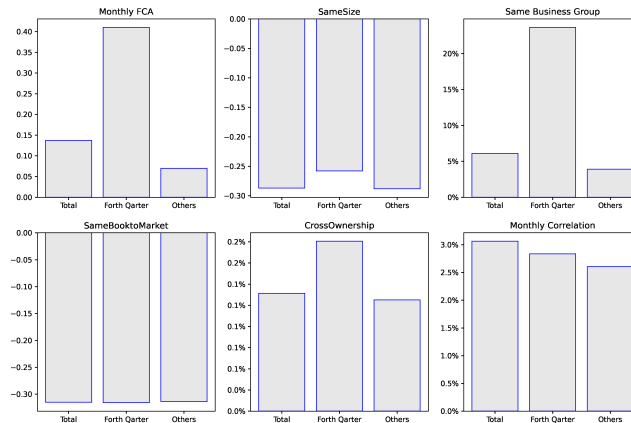 Monthly FCA
0.40
0.35
0.30
0.25
0.20
0.15
0.10
0.05
0.00
Total
Forth Qarter
Others
SameSize
0.00
−0.05
−0.10
−0.15
−0.20
−0.25
−0.30
Total
Forth Qarter
Others
Same Business Group
20%
15%
10%
5%
0%
Total
Forth Qarter
Others
SameBooktoMarket
0.00
−0.05
−0.10
−0.15
−0.20
−0.25
−0.30
Total
Forth Qarter
Others
CrossOwnership
0.2%
0.2%
0.1%
0.1%
0.1%
0.1%
0.0%
0.0%
Total
Forth Qarter
Others
Monthly Correlation
3.0%
2.5%
2.0%
1.5%
1.0%
0.5%
0.0%
Total
Forth Qarter
Others